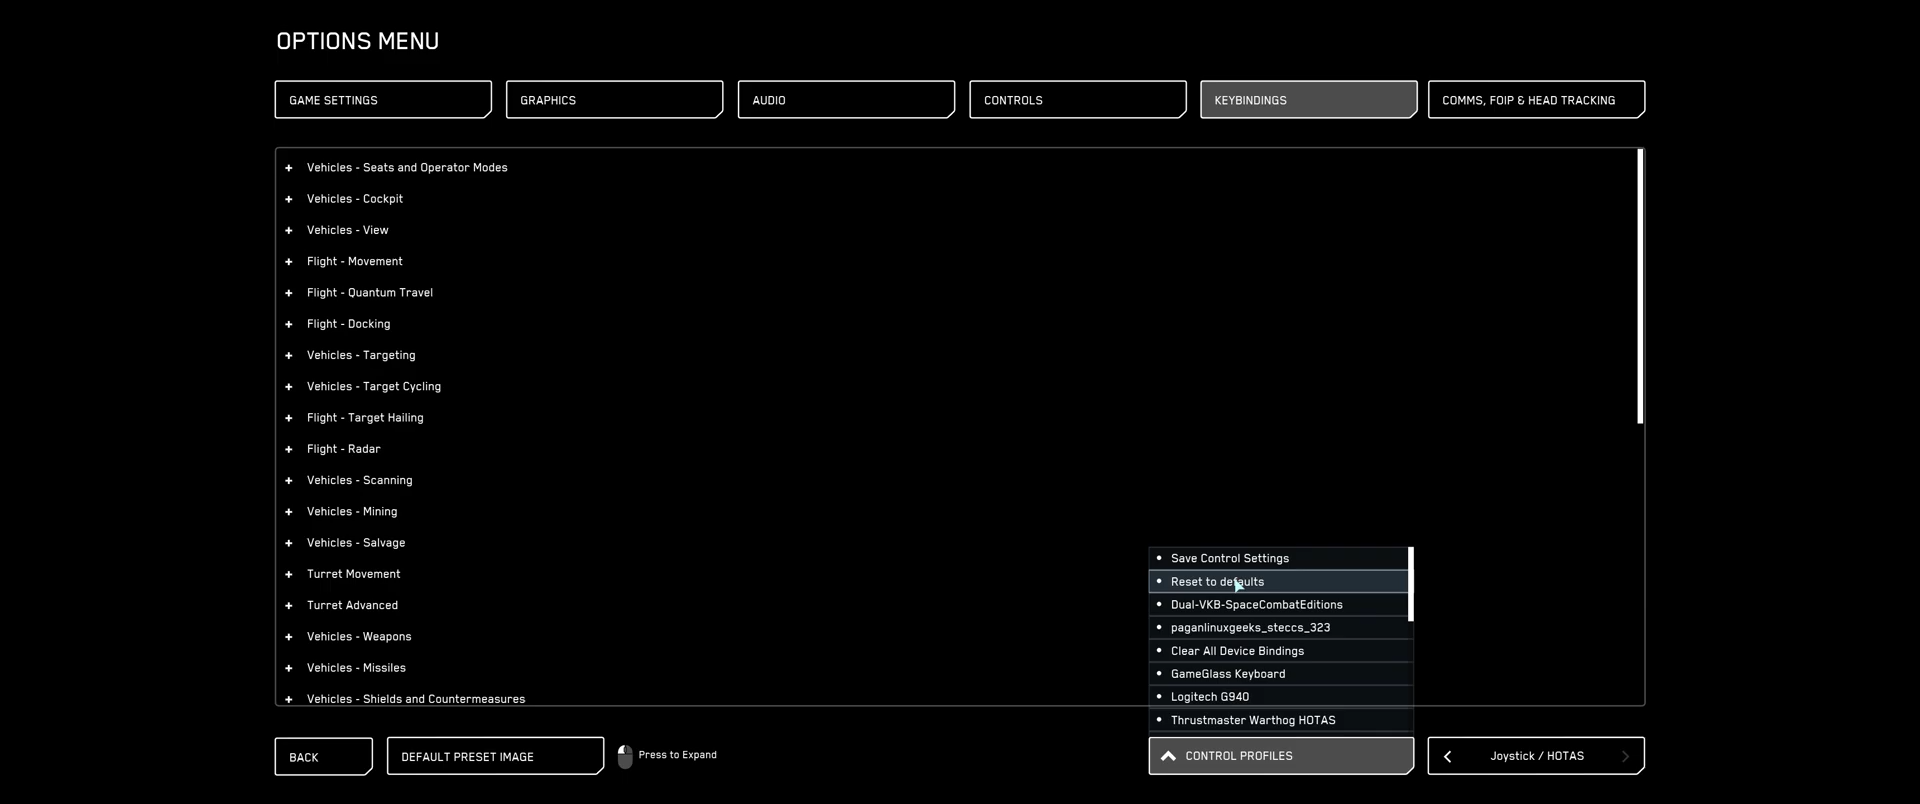 OPTIONS MENU
GAME SETTINGS
GRAPHICS
AUDIO
CONTROLS
KEYBINDINGS
COMMS, FOIP & HEAD TRACKING
+ Vehicles - Seats and Operator Modes
+ Vehicles - Cockpit
+ Vehicles - View
+ Flight - Movement
+ Flight - Quantum Travel
+ Flight - Docking
+ Vehicles - Targeting
+ Vehicles - Target Cycling
+ Flight - Target Hailing
+ Flight - Radar
+ Vehicles - Scanning
+ Vehicles - Mining
+ Vehicles - Salvage
+ Turret Movement
+ Turret Advanced
+ Vehicles - Weapons
+ Vehicles - Missiles
+ Vehicles - Shields and Countermeasures
• Save Control Settings
• Reset to defaults
• Dual-VKB-SpaceCombatEditions
• paganlinuxgeeks_steccs_323
• Clear All Device Bindings
• GameGlass Keyboard
• Logitech G940
• Thrustmaster Warthog HOTAS
BACK
DEFAULT PRESET IMAGE
Press to Expand
CONTROL PROFILES
Joystick / HOTAS